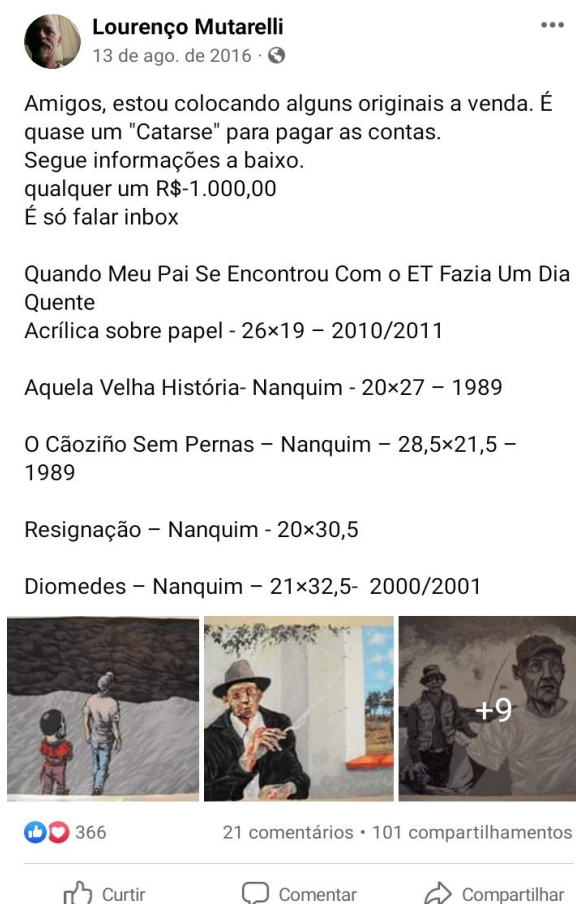 Lourenço Mutarelli
13 de ago. de 2016 ·
Amigos, estou colocando alguns originais a venda. É
quase um "Catarse" para pagar as contas.
Segue informações a baixo.
qualquer um R$-1.000,00
É só falar inbox
Quando Meu Pai Se Encontrou Com o ET Fazia Um Dia
Quente
Acrílica sobre papel - 26×19 – 2010/2011
Aquela Velha História- Nanquim - 20×27 – 1989
O Cãoziño Sem Pernas – Nanquim – 28,5×21,5 –
1989
Resignação – Nanquim - 20×30,5
Diomedes – Nanquim – 21×32,5- 2000/2001
+9
366
21 comentários • 101 compartilhamentos
Curtir
Comentar
Compartilhar